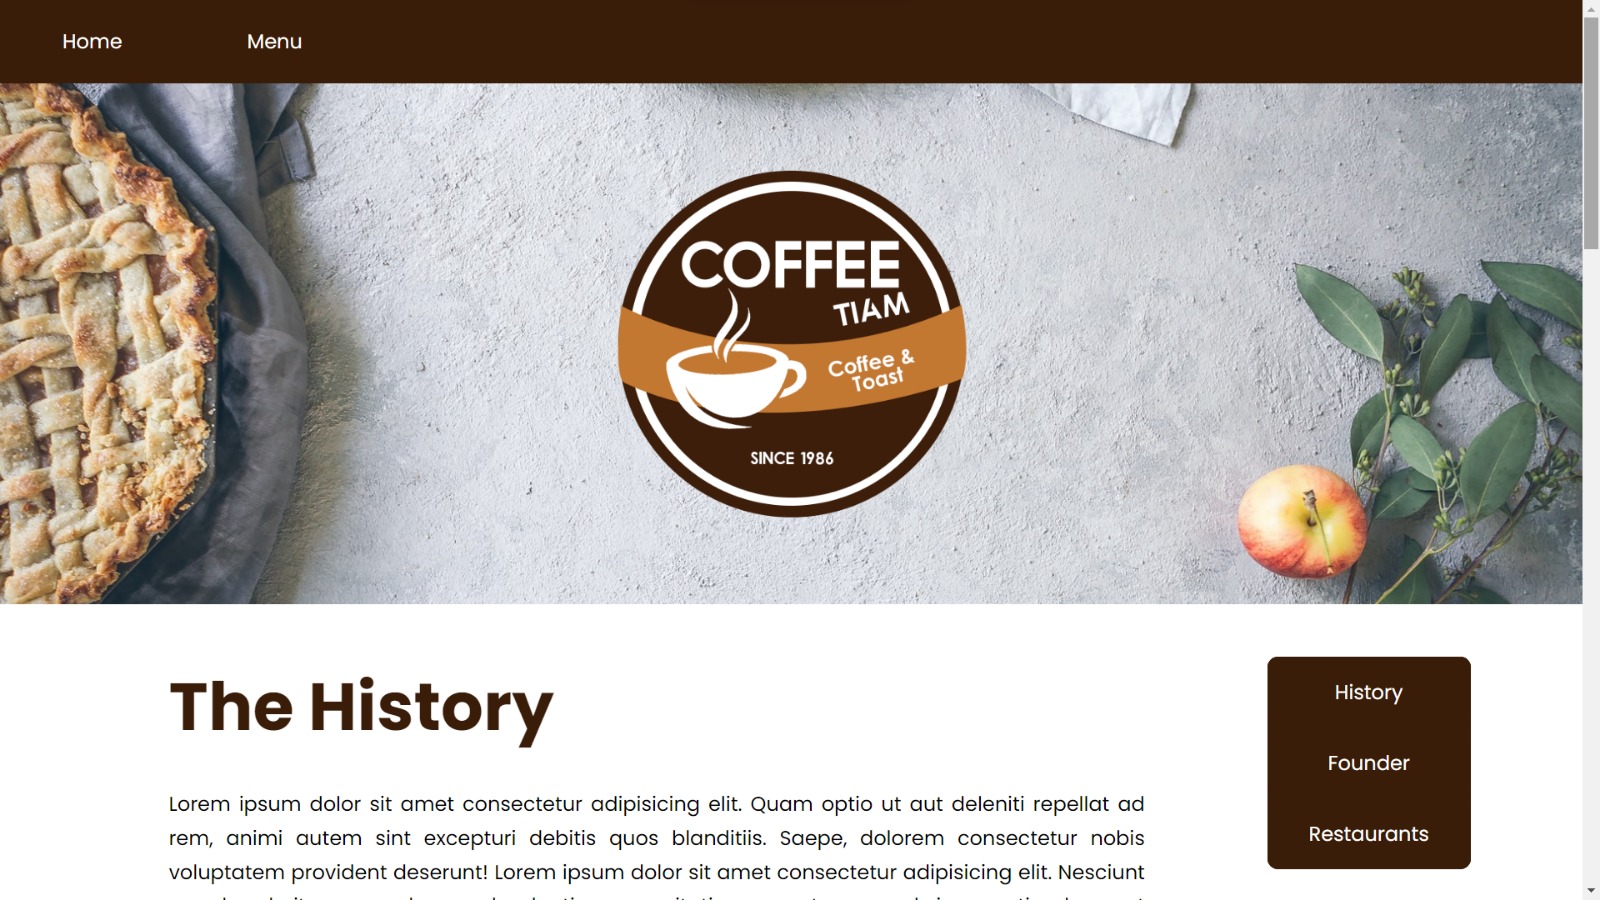 Home
Menu
COFFEE
TIAM
Coffee &
Toast
SINCE 1986
The History
Lorem ipsum dolor sit amet consectetur adipisicing elit. Quam optio ut aut deleniti repellat ad
rem, animi autem sint excepturi debitis quos blanditiis. Saepe, dolorem consectetur nobis
voluptatem provident deserunt! Lorem ipsum dolor sit amet consectetur adipisicing elit. Nesciunt
History
Founder
Restaurants